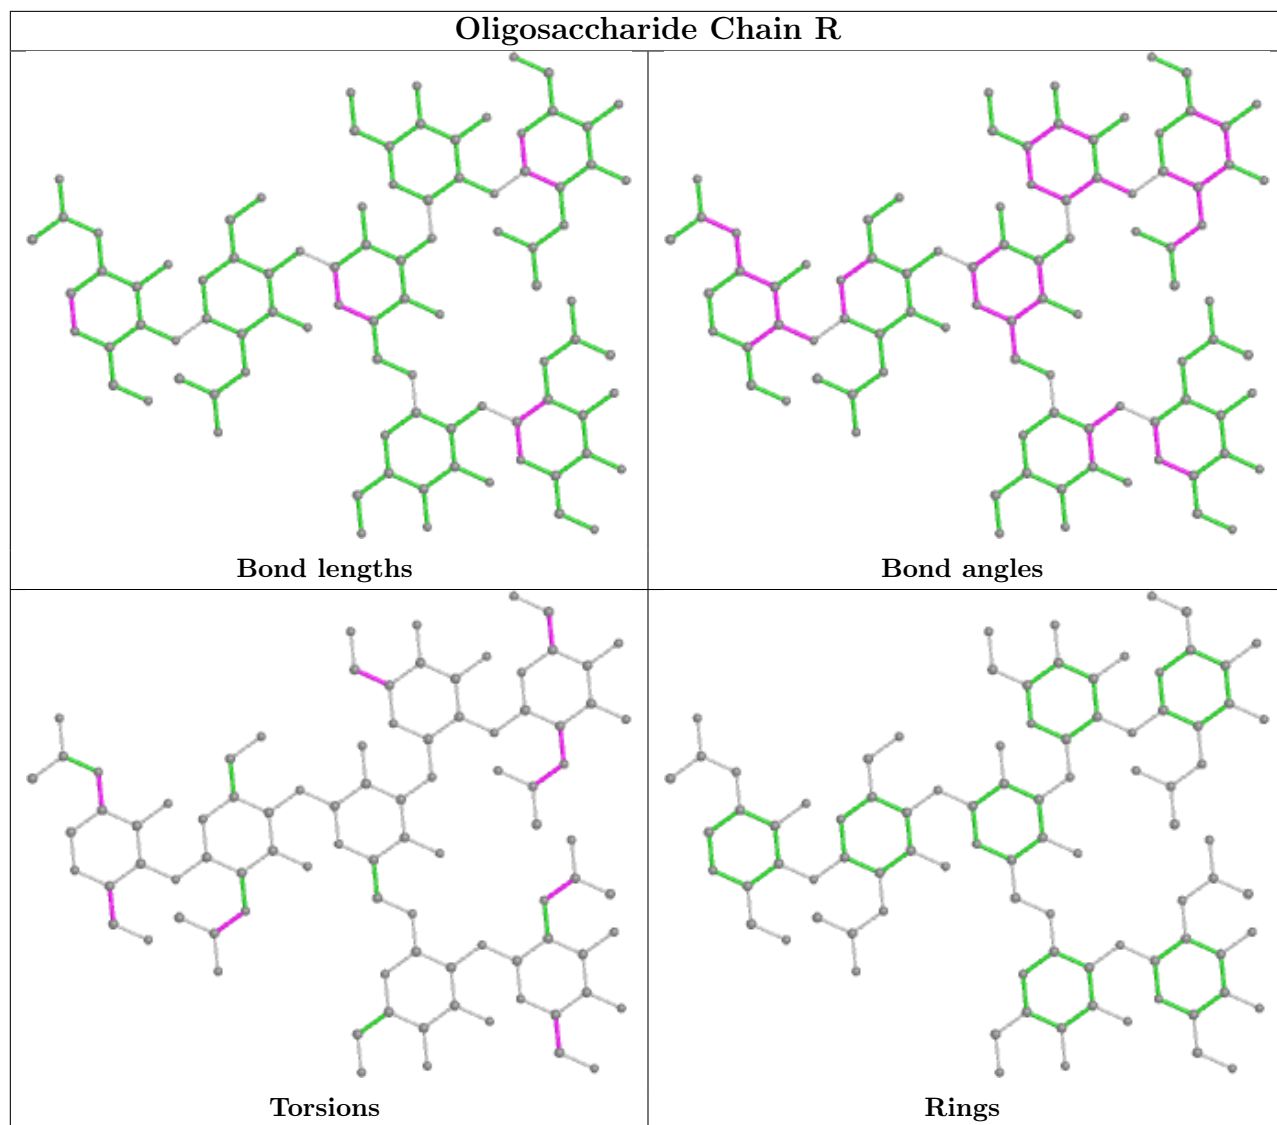 Oligosaccharide Chain R
Bond lengths
Bond angles
Torsions
Rings